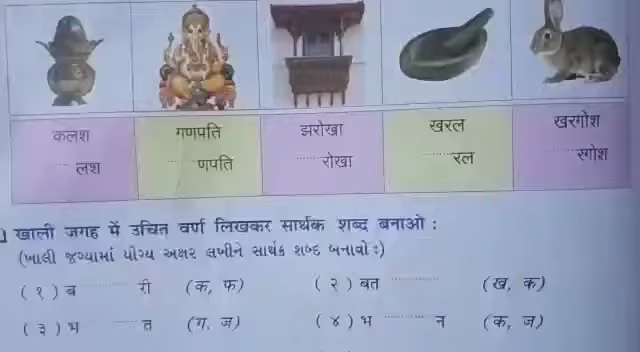 कलश गणपति झरोखा खरल खरगोश
........ लश ........ णपति ........ रोखा ........ रल ........ रगोश
खाली जगह में उचित वर्ण लिखकर सार्थक शब्द बनाओ :
(ખાલી જગ્યામાં યોગ્ય અક્ષર લખીને સાર્થક શબ્દ બનાવો :)
(१) ब ........ री (क, फ) (२) बत ........ (ख, क)
(३) भ ........ त (ग, ज) (४) भ ........ न (क, ज)